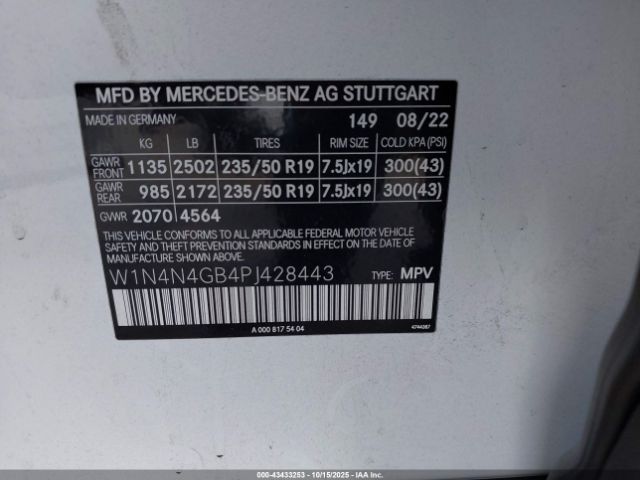 MFD BY MERCEDES-BENZ AG STUTTGART
MADE IN GERMANY 149 08/22
KG LB TIRES RIM SIZE COLD KPA (PSI)
GAWR FRONT 1135 2502 235/50 R19 7.5Jx19 300(43)
GAWR REAR 985 2172 235/50 R19 7.5Jx19 300(43)
GVWR 2070 4564
THIS VEHICLE CONFORMS TO ALL APPLICABLE FEDERAL MOTOR VEHICLE
SAFETY AND THEFT PREVENTION STANDARDS IN EFFECT ON THE DATE OF
MANUFACTURE SHOWN ABOVE.
W1N4N4GB4PJ428443 TYPE: MPV
A 000 817 54 04 4744387
000-43433253 - 10/15/2025 - IAAI Copart